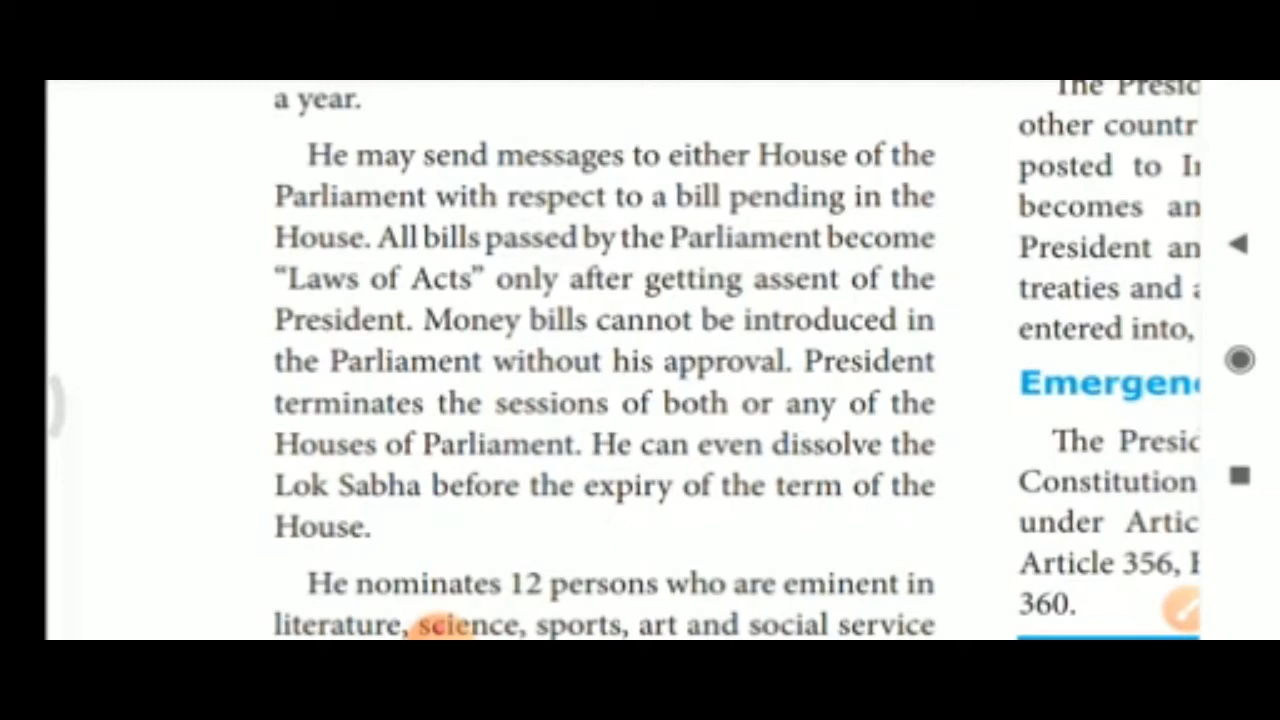 a year.
He may send messages to either House of the
Parliament with respect to a bill pending in the
House. All bills passed by the Parliament become
“Laws of Acts” only after getting assent of the
President. Money bills cannot be introduced in
the Parliament without his approval. President
terminates the sessions of both or any of the
Houses of Parliament. He can even dissolve the
Lok Sabha before the expiry of the term of the
House.
He nominates 12 persons who are eminent in
literature, science, sports, art and social service
The Presid
other countr
posted to In
becomes an
President an
treaties and a
entered into,
Emergenc
The Presid
Constitution
under Artic
Article 356,
360.